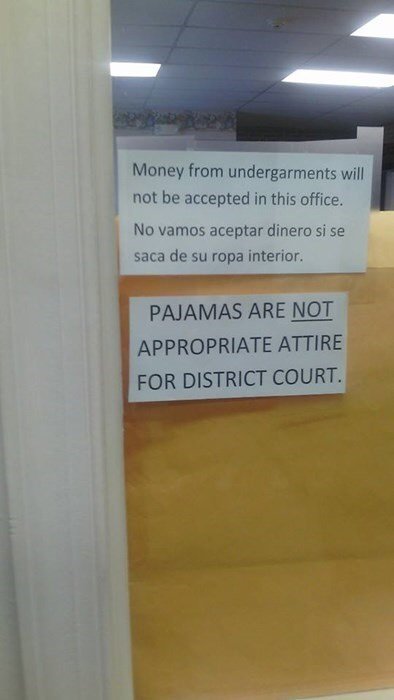 Money from undergarments will
not be accepted in this office.
No vamos aceptar dinero si se
saca de su ropa interior.
PAJAMAS ARE NOT
APPROPRIATE ATTIRE
FOR DISTRICT COURT.